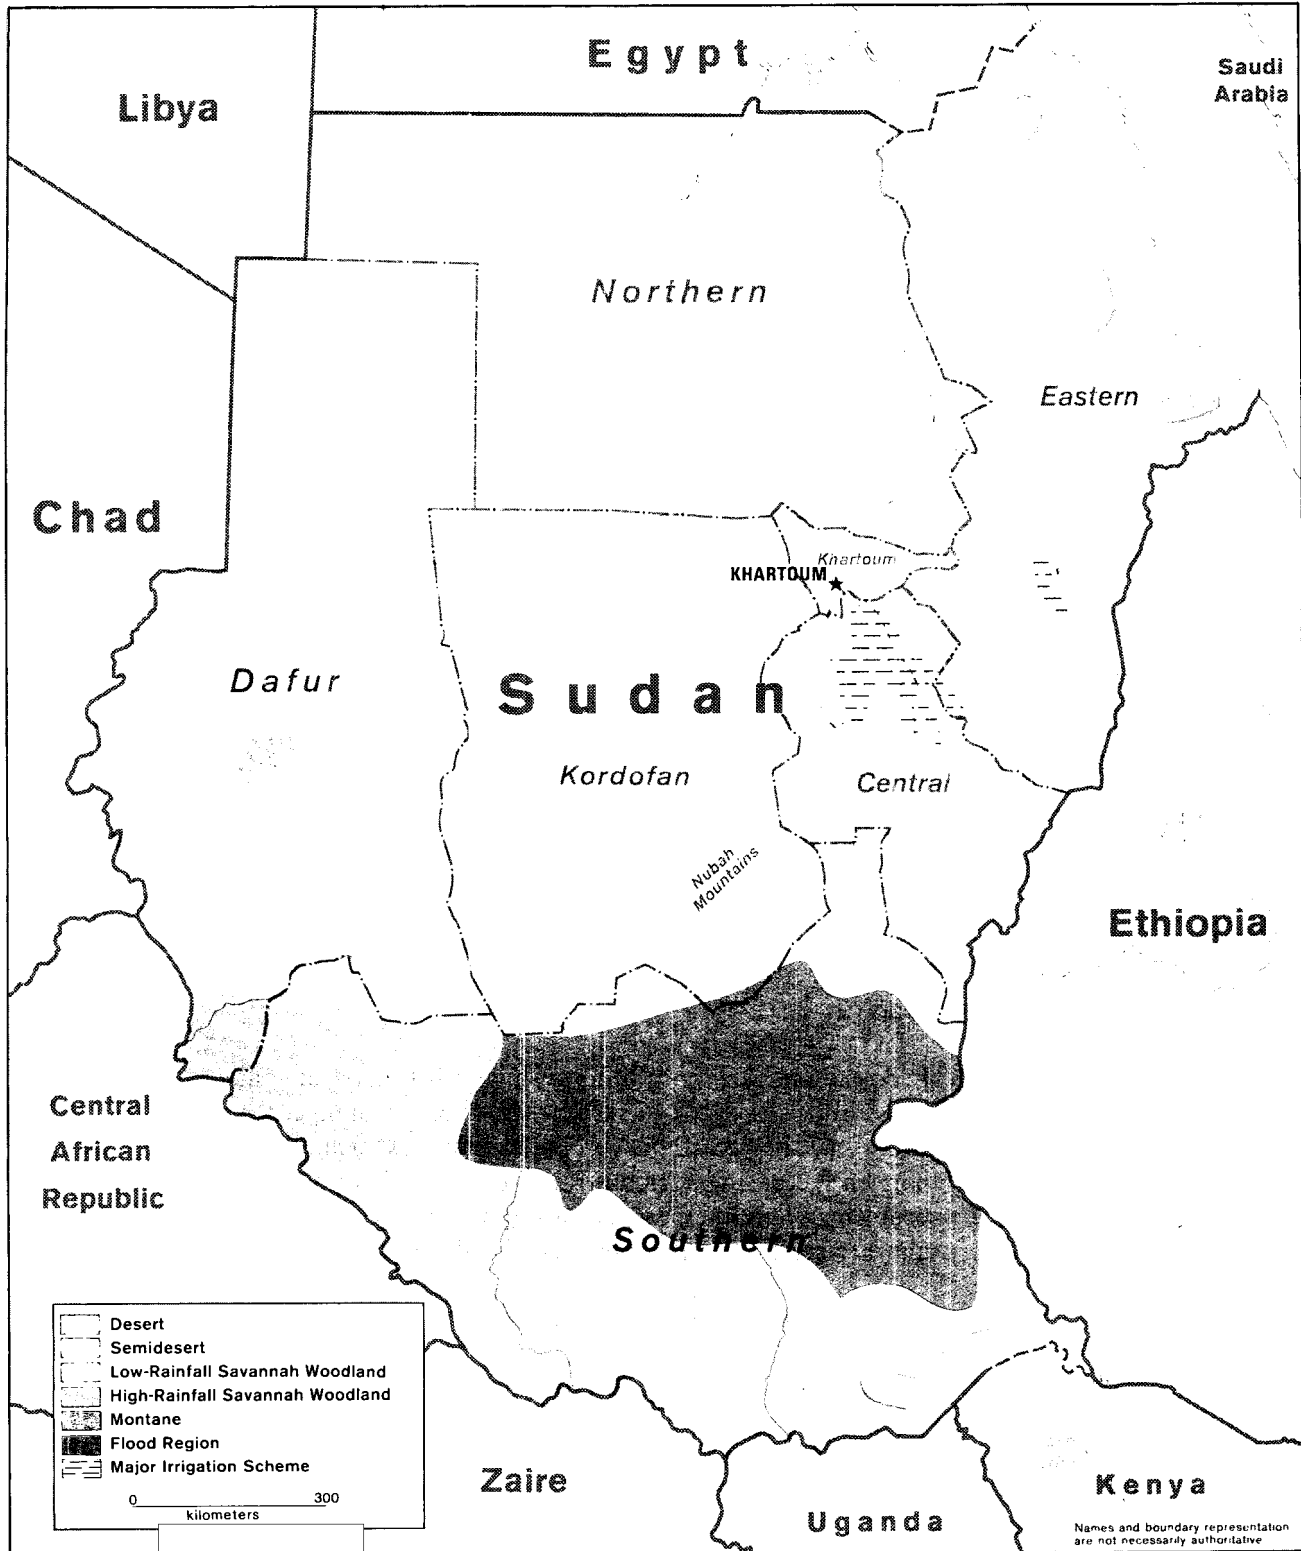 Egypt
Saudi
Arabia
Libya
Northern
Eastern
Chad
Khartoum
KHARTOUM
Dafur
Sudan
Kordofan
Central
Nubah
Mountains
Ethiopia
Central
African
Republic
Southern
Desert
Semidesert
Low-Rainfall Savannah Woodland
High-Rainfall Savannah Woodland
Montane
Flood Region
Major Irrigation Scheme
0 300
kilometers
Zaire
Uganda
Kenya
Names and boundary representation
are not necessarily authoritative